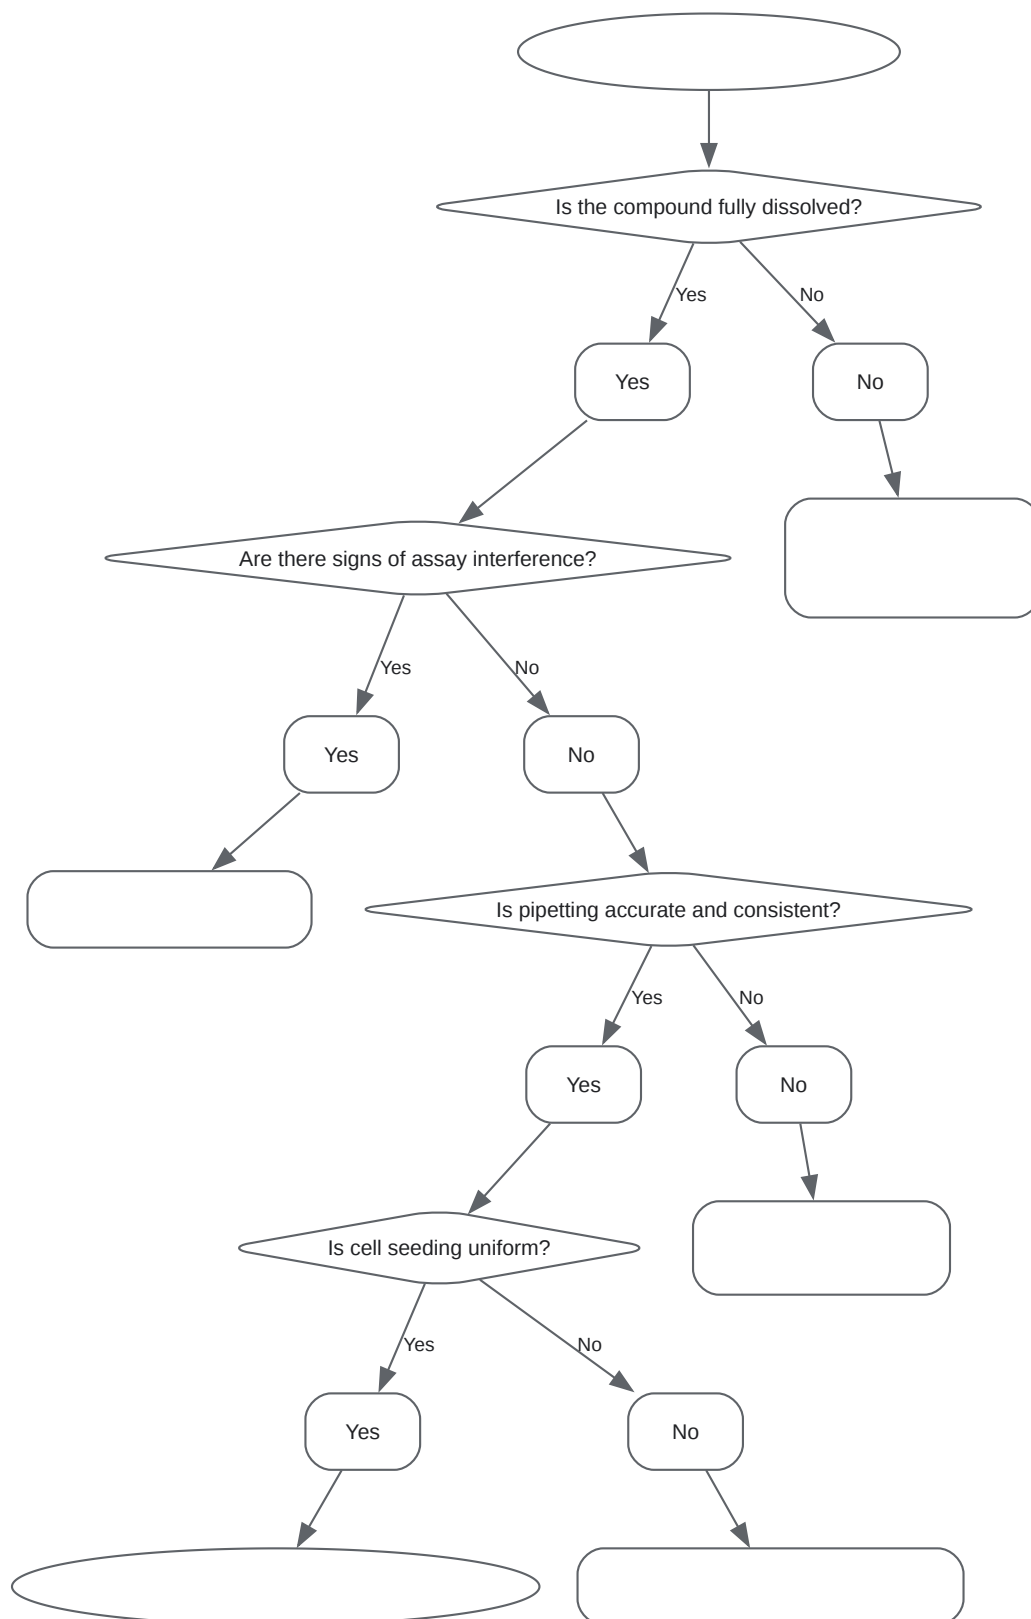 Is the compound fully dissolved?
Yes
No
Yes
No
Are there signs of assay interference?
Yes
No
Yes
No
Is pipetting accurate and consistent?
Yes
No
Yes
No
Is cell seeding uniform?
Yes
No
Yes
No